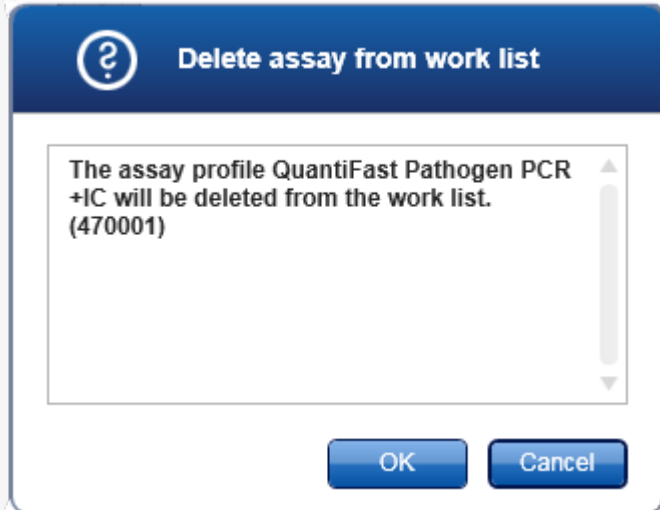 Delete assay from work list
The assay profile QuantiFast Pathogen PCR
+IC will be deleted from the work list.
(470001)
OK
Cancel